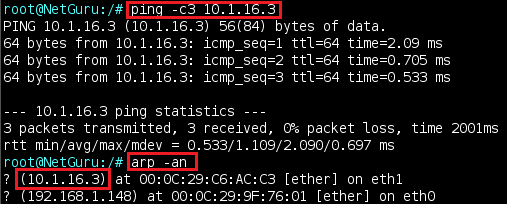 root@NetGuru:/# ping -c3 10.1.16.3
PING 10.1.16.3 (10.1.16.3) 56(84) bytes of data.
64 bytes from 10.1.16.3: icmp_seq=1 ttl=64 time=2.09 ms
64 bytes from 10.1.16.3: icmp_seq=2 ttl=64 time=0.705 ms
64 bytes from 10.1.16.3: icmp_seq=3 ttl=64 time=0.533 ms
--- 10.1.16.3 ping statistics ---
3 packets transmitted, 3 received, 0% packet loss, time 2001ms
rtt min/avg/max/mdev = 0.533/1.109/2.090/0.697 ms
root@NetGuru:/# arp -an
? (10.1.16.3) at 00:0C:29:C6:AC:C3 [ether] on eth1
? (192.168.1.148) at 00:0C:29:9F:76:01 [ether] on eth0